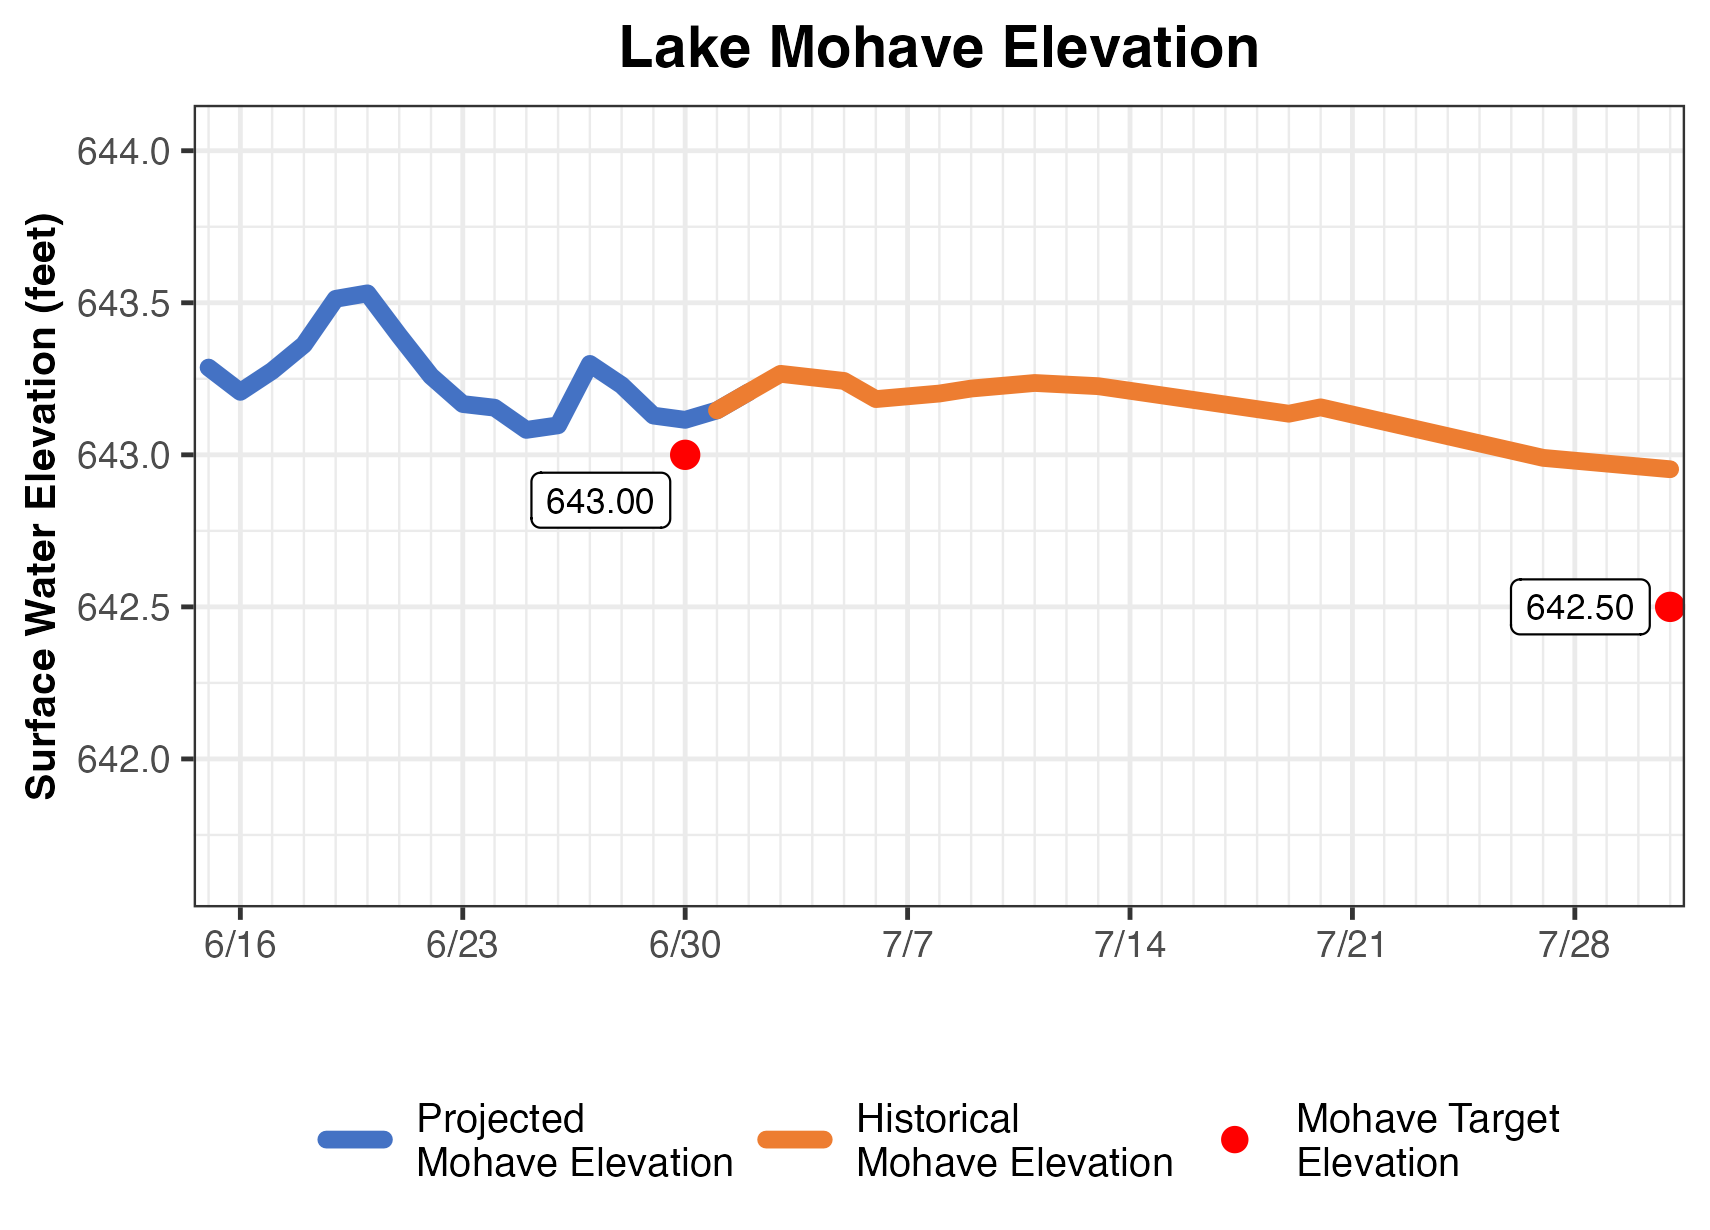 Lake Mohave Elevation
Surface Water Elevation (feet)
644.0
643.5
643.0
642.5
642.0
643.00
642.50
6/16
6/23
6/30
7/7
7/14
7/21
7/28
Projected
Mohave Elevation
Historical
Mohave Elevation
Mohave Target
Elevation